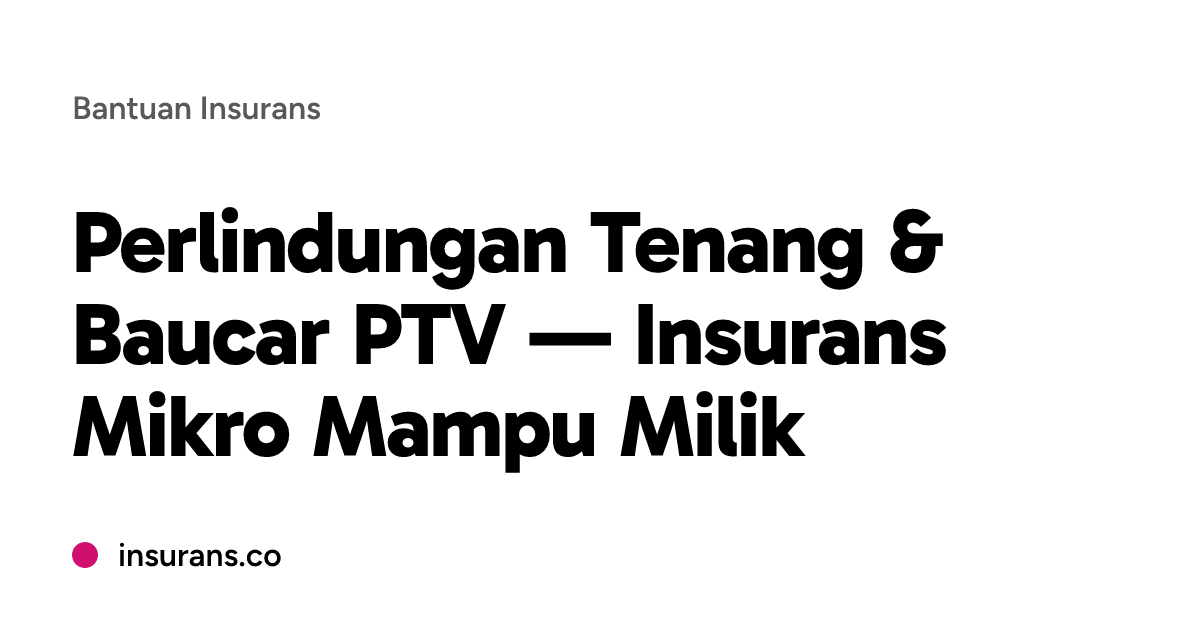 Bantuan Insurans
Perlindungan Tenang &
Baucar PTV — Insurans
Mikro Mampu Milik
insurans.co